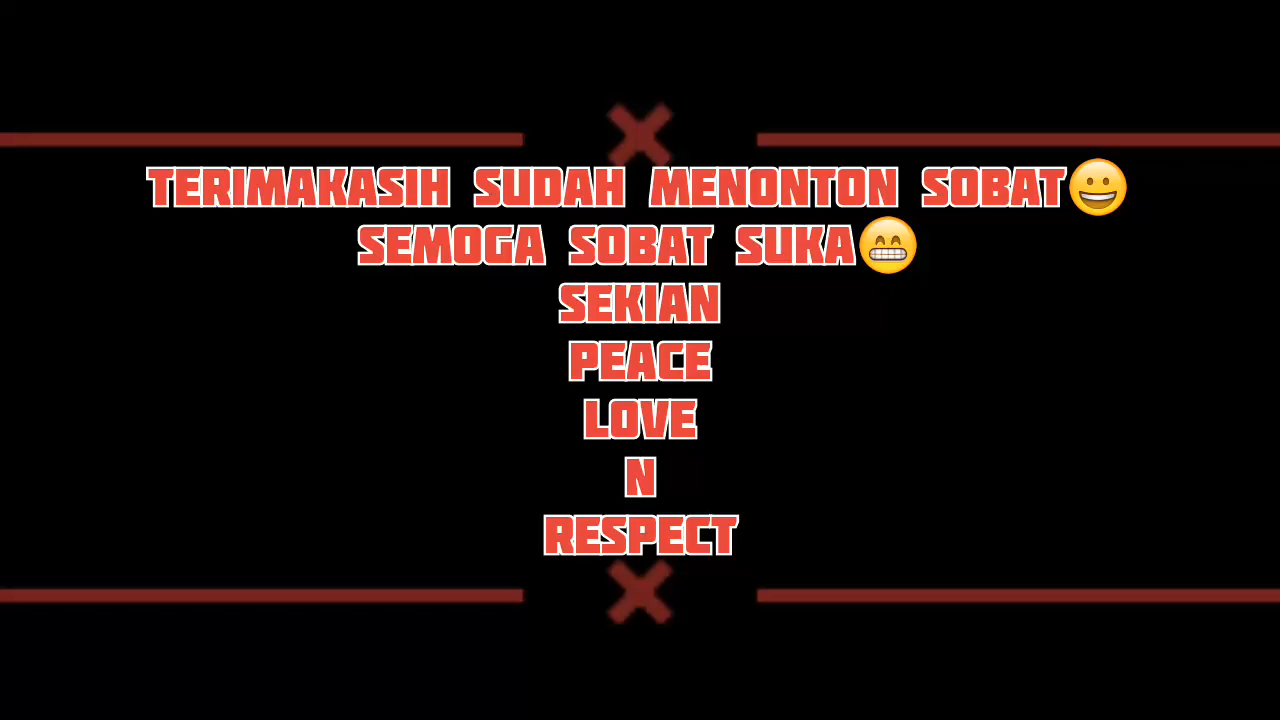 TERIMAKASIH SUDAH MENONTON SOBAT😀
SEMOGA SOBAT SUKA😁
SEKIAN
PEACE
LOVE
N
RESPECT